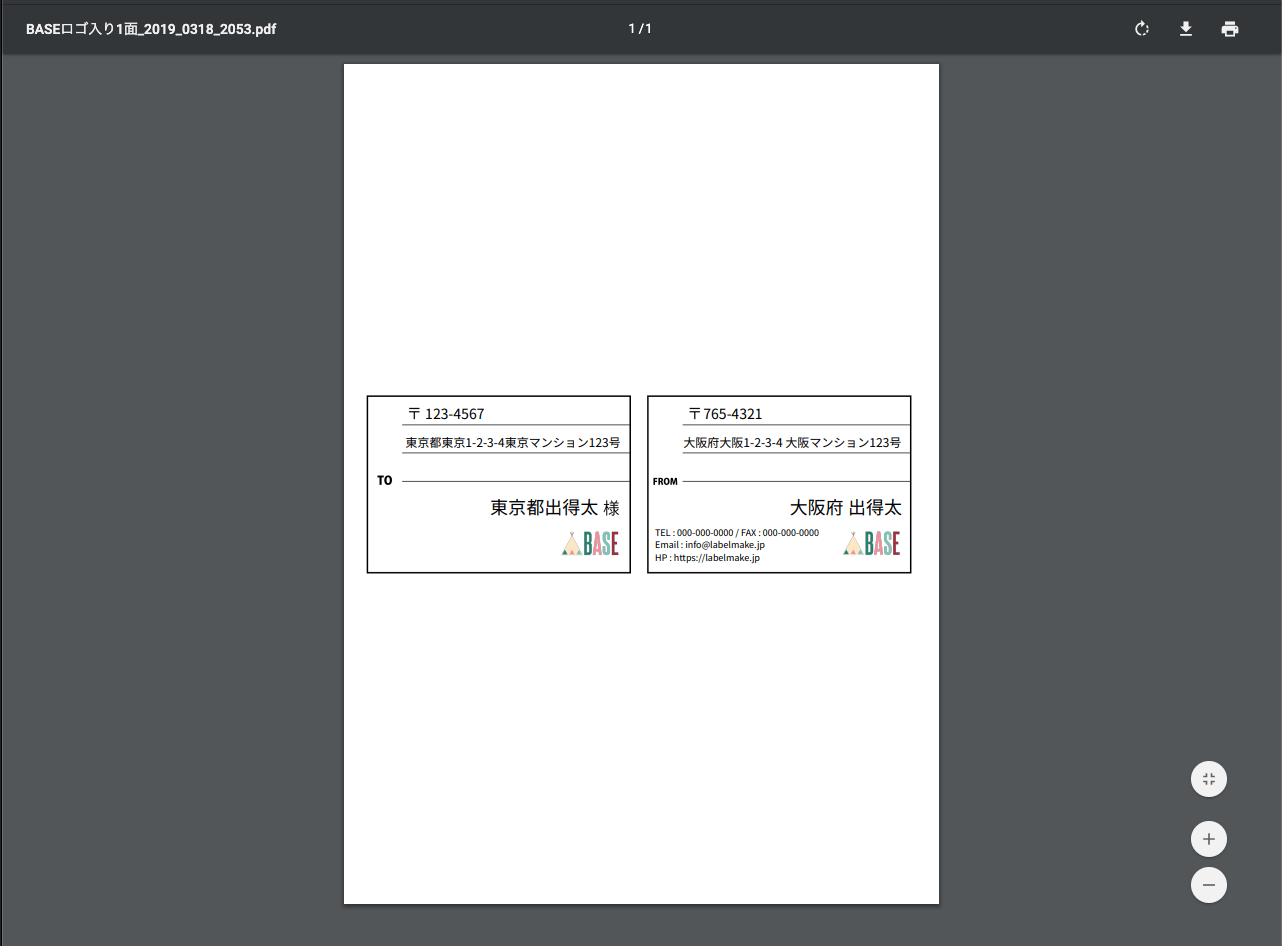 BASEロゴ入り1面_2019_0318_2053.pdf
1 / 1
〒 123-4567
東京都東京1-2-3-4東京マンション123号
TO
東京都出得太 様
BASE
〒765-4321
大阪府大阪1-2-3-4 大阪マンション123号
FROM
大阪府 出得太
TEL : 000-000-0000 / FAX : 000-000-0000
Email : info@labelmake.jp
HP : https://labelmake.jp
BASE